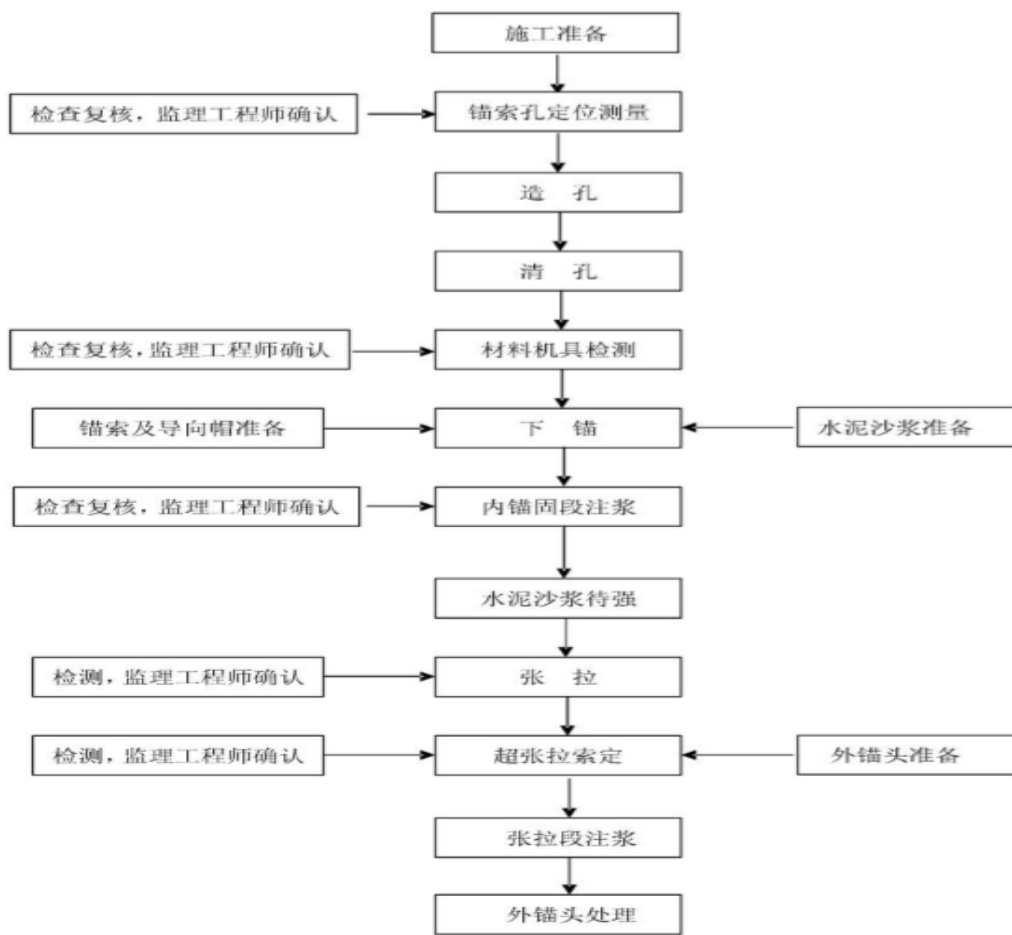 施工准备
检查复核，监理工程师确认
锚索孔定位测量
造 孔
清 孔
检查复核，监理工程师确认
材料机具检测
锚索及导向帽准备
下 锚
水泥沙浆准备
检查复核，监理工程师确认
内锚固段注浆
水泥沙浆待强
检测，监理工程师确认
张 拉
检测，监理工程师确认
超张拉索定
外锚头准备
张拉段注浆
外锚头处理